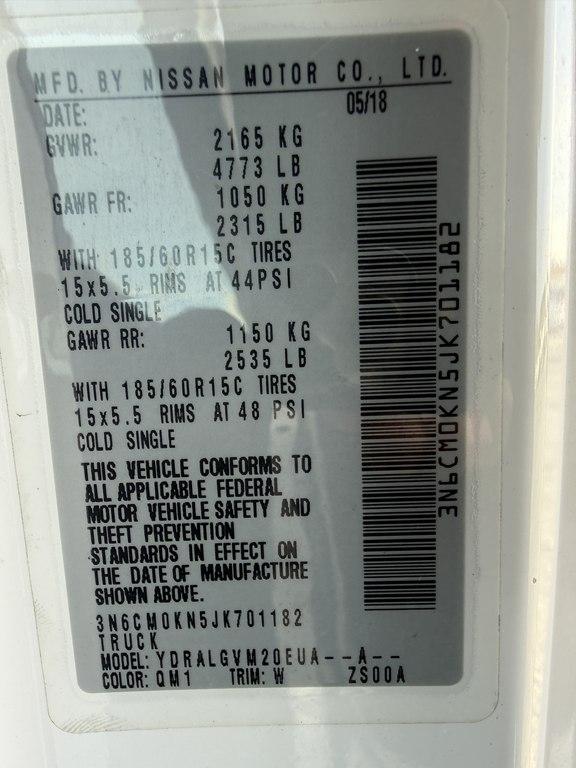 MFD. BY NISSAN MOTOR CO., LTD.
DATE: 05/18
GVWR: 2165 KG
4773 LB
GAWR FR: 1050 KG
2315 LB
WITH 185/60R15C TIRES
15x5.5 RIMS AT 44PSI
COLD SINGLE
GAWR RR: 1150 KG
2535 LB
WITH 185/60R15C TIRES
15x5.5 RIMS AT 48 PSI
COLD SINGLE
THIS VEHICLE CONFORMS TO
ALL APPLICABLE FEDERAL
MOTOR VEHICLE SAFETY AND
THEFT PREVENTION
STANDARDS IN EFFECT ON
THE DATE OF MANUFACTURE
SHOWN ABOVE.
3N6CM0KN5JK701182
TRUCK
MODEL: YDRALGVM20EUA--A--
COLOR: QM1 TRIM: W ZS00A
3N6CM0KN5JK701182